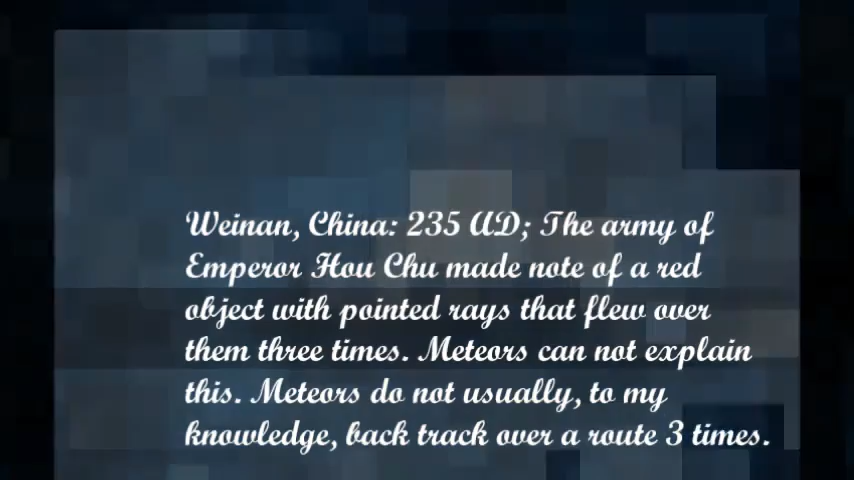 Weinan, China: 235 AD; The army of
Emperor Hou Chu made note of a red
object with pointed rays that flew over
them three times. Meteors can not explain
this. Meteors do not usually, to my
knowledge, back track over a route 3 times.